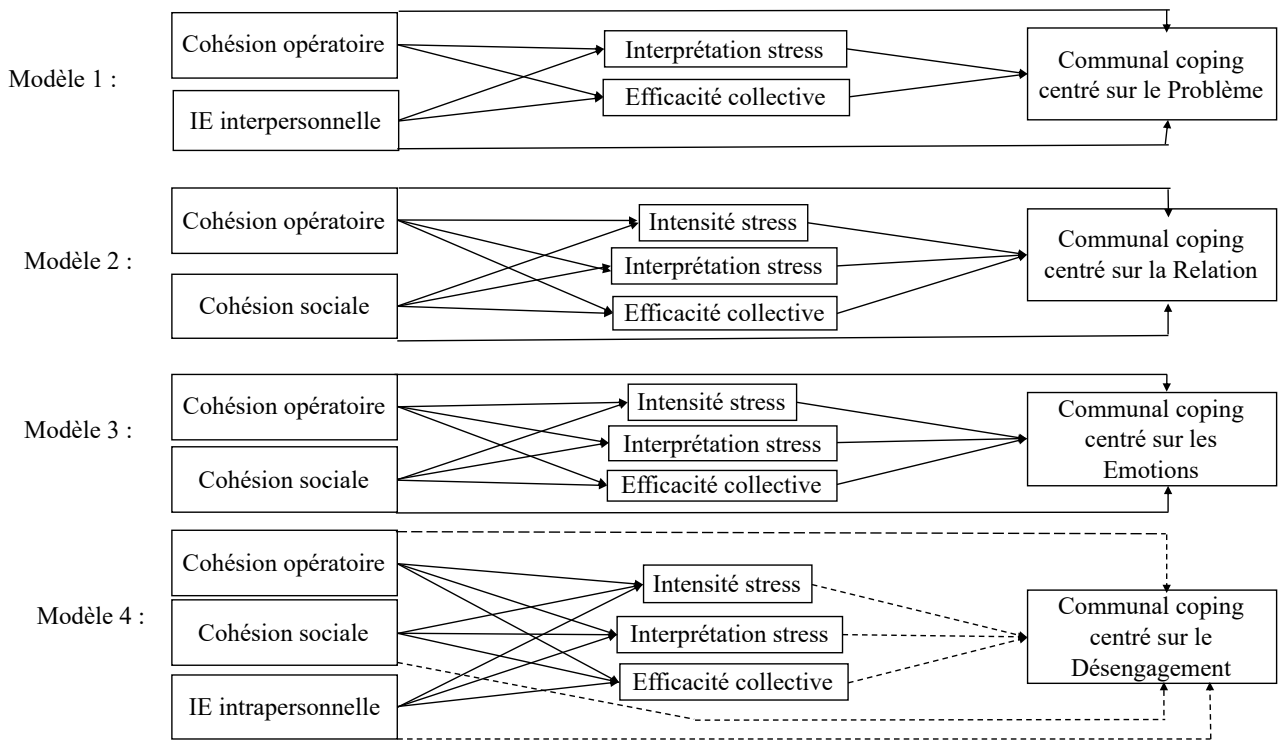 Modèle 1 :
Cohésion opératoire
IE interpersonnelle
Interprétation stress
Efficacité collective
Communal coping
centré sur le Problème
Modèle 2 :
Cohésion opératoire
Cohésion sociale
Intensité stress
Interprétation stress
Efficacité collective
Communal coping
centré sur la Relation
Modèle 3 :
Cohésion opératoire
Cohésion sociale
Intensité stress
Interprétation stress
Efficacité collective
Communal coping
centré sur les
Emotions
Modèle 4 :
Cohésion opératoire
Cohésion sociale
IE intrapersonnelle
Intensité stress
Interprétation stress
Efficacité collective
Communal coping
centré sur le
Désengagement